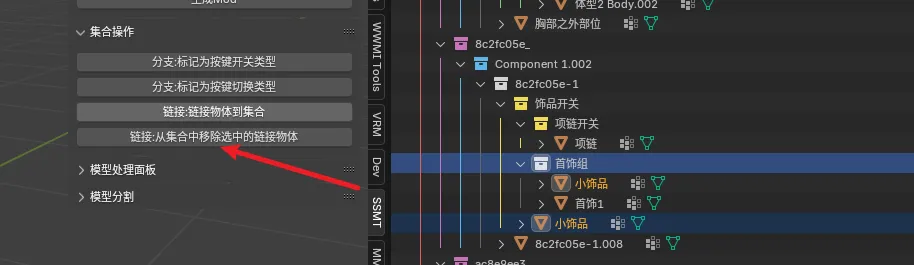 生成Mod
集合操作
分支:标记为按键开关类型
分支:标记为按键切换类型
链接:链接物体到集合
链接:从集合中移除选中的链接物体
模型处理面板
模型分割
WWMI Tools
VRM
Dev
SSMT
MM
体型2 Body.002
胸部之外部位
8c2fc05e_
Component 1.002
8c2fc05e-1
饰品开关
项链开关
项链
首饰组
小饰品
首饰1
小饰品
8c2fc05e-1.008
ac8e9ee3